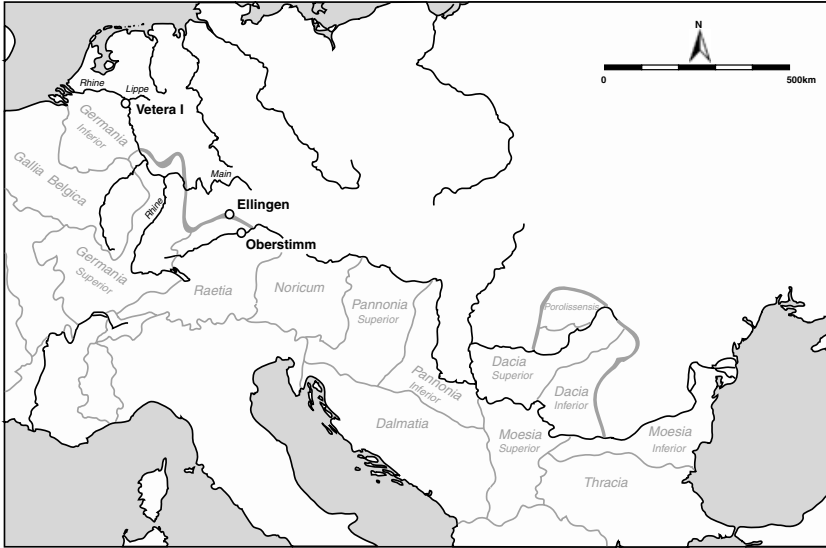 N
0
500km
Rhine
Lippe
Vetera I
Germania
Inferior
Gallia Belgica
Main
Rhine
Ellingen
Oberstimm
Germania
Superior
Raetia
Noricum
Pannonia
Superior
Porolissensis
Dacia
Superior
Pannonia
Inferior
Dacia
Inferior
Dalmatia
Moesia
Superior
Moesia
Inferior
Thracia